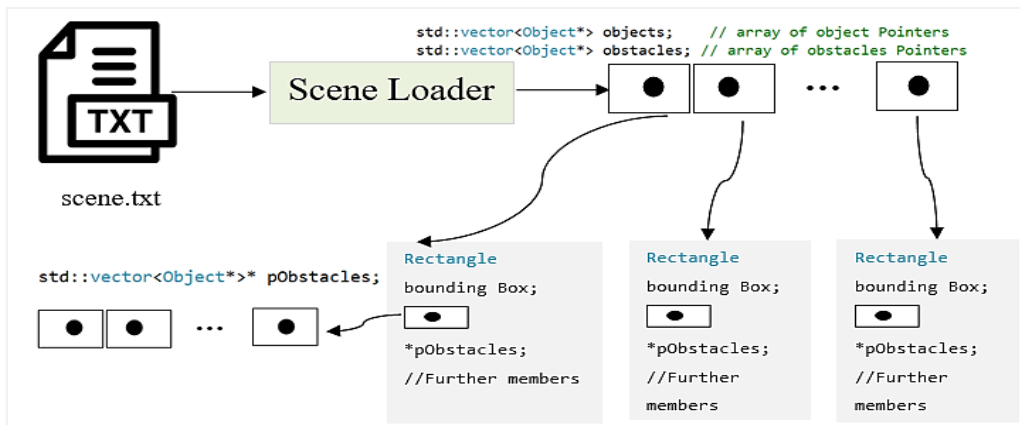 std::vector<Object*> objects;    // array of object Pointers
std::vector<Object*> obstacles; // array of obstacles Pointers
TXT
Scene Loader
...
scene.txt
std::vector<Object*>* pObstacles;
...
Rectangle
bounding Box;
*pObstacles;
//Further members
Rectangle
bounding Box;
*pObstacles;
//Further
members
Rectangle
bounding Box;
*pObstacles;
//Further
members